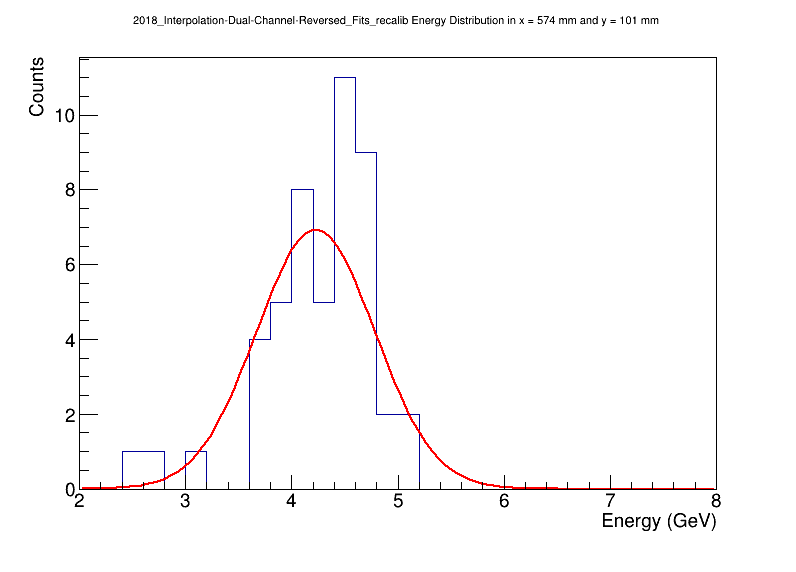 2018_Interpolation-Dual-Channel-Reversed_Fits_recalib Energy Distribution in x = 574 mm and y = 101 mm
Counts
10
8
6
4
2
0
2 3 4 5 6 7 8
Energy (GeV)